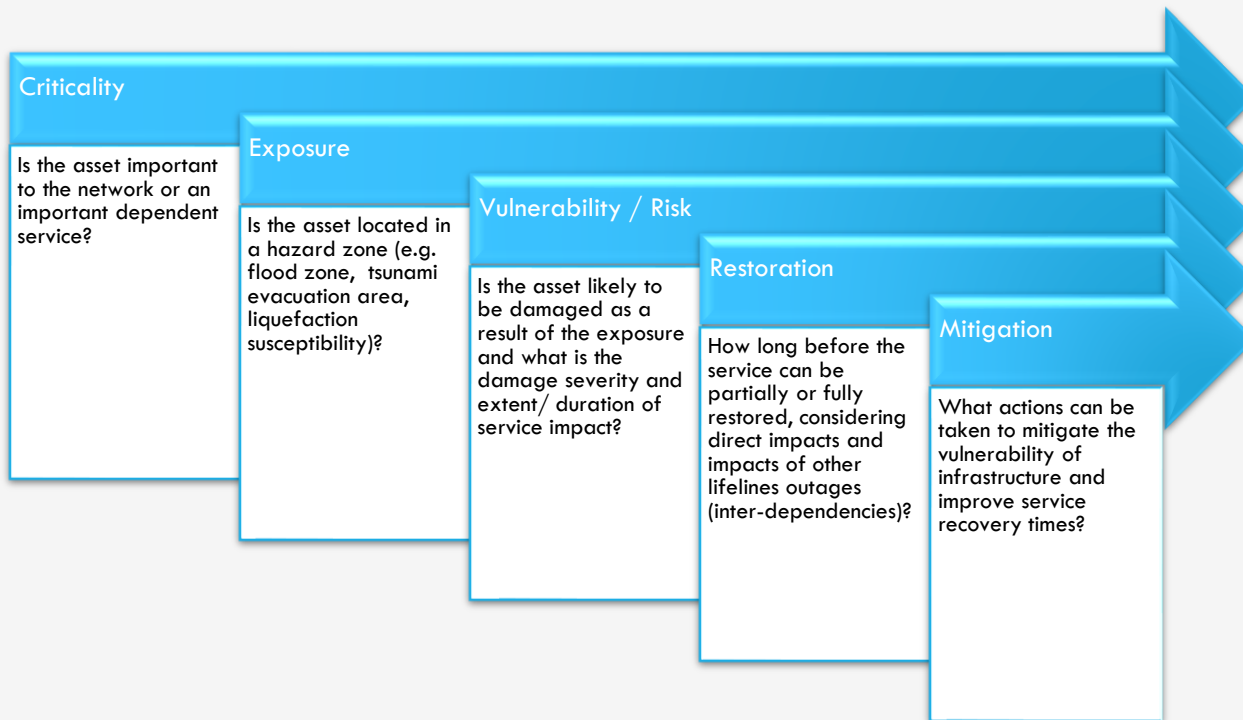 Criticality
Is the asset important
to the network or an
important dependent
service?
Exposure
Is the asset located in
a hazard zone (e.g.
flood zone,  tsunami
evacuation area,
liquefaction
susceptibility)?
Vulnerability / Risk
Is the asset likely to
be damaged as a
result of the exposure
and what is the
damage severity and
extent/ duration of
service impact?
Restoration
How long before the
service can be
partially or fully
restored, considering
direct impacts and
impacts of other
lifelines outages
(inter-dependencies)?
Mitigation
What actions can be
taken to mitigate the
vulnerability of
infrastructure and
improve service
recovery times?